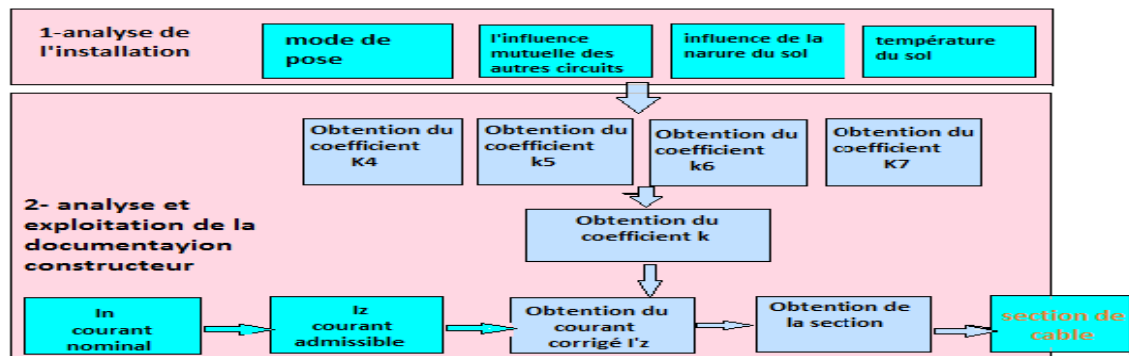 1-analyse de
l'installation
mode de
pose
l'influence
mutuelle des
autres circuits
influence de la
narure du sol
température
du sol
Obtention du
coefficient
K4
Obtention du
coefficient
k5
Obtention du
coefficient
k6
Obtention du
coefficient
K7
2- analyse et
exploitation de la
documentayion
constructeur
Obtention du
coefficient k
In
courant
nominal
Iz
courant
admissible
Obtention du
courant
corrigé I'z
Obtention de
la section
section de
cable